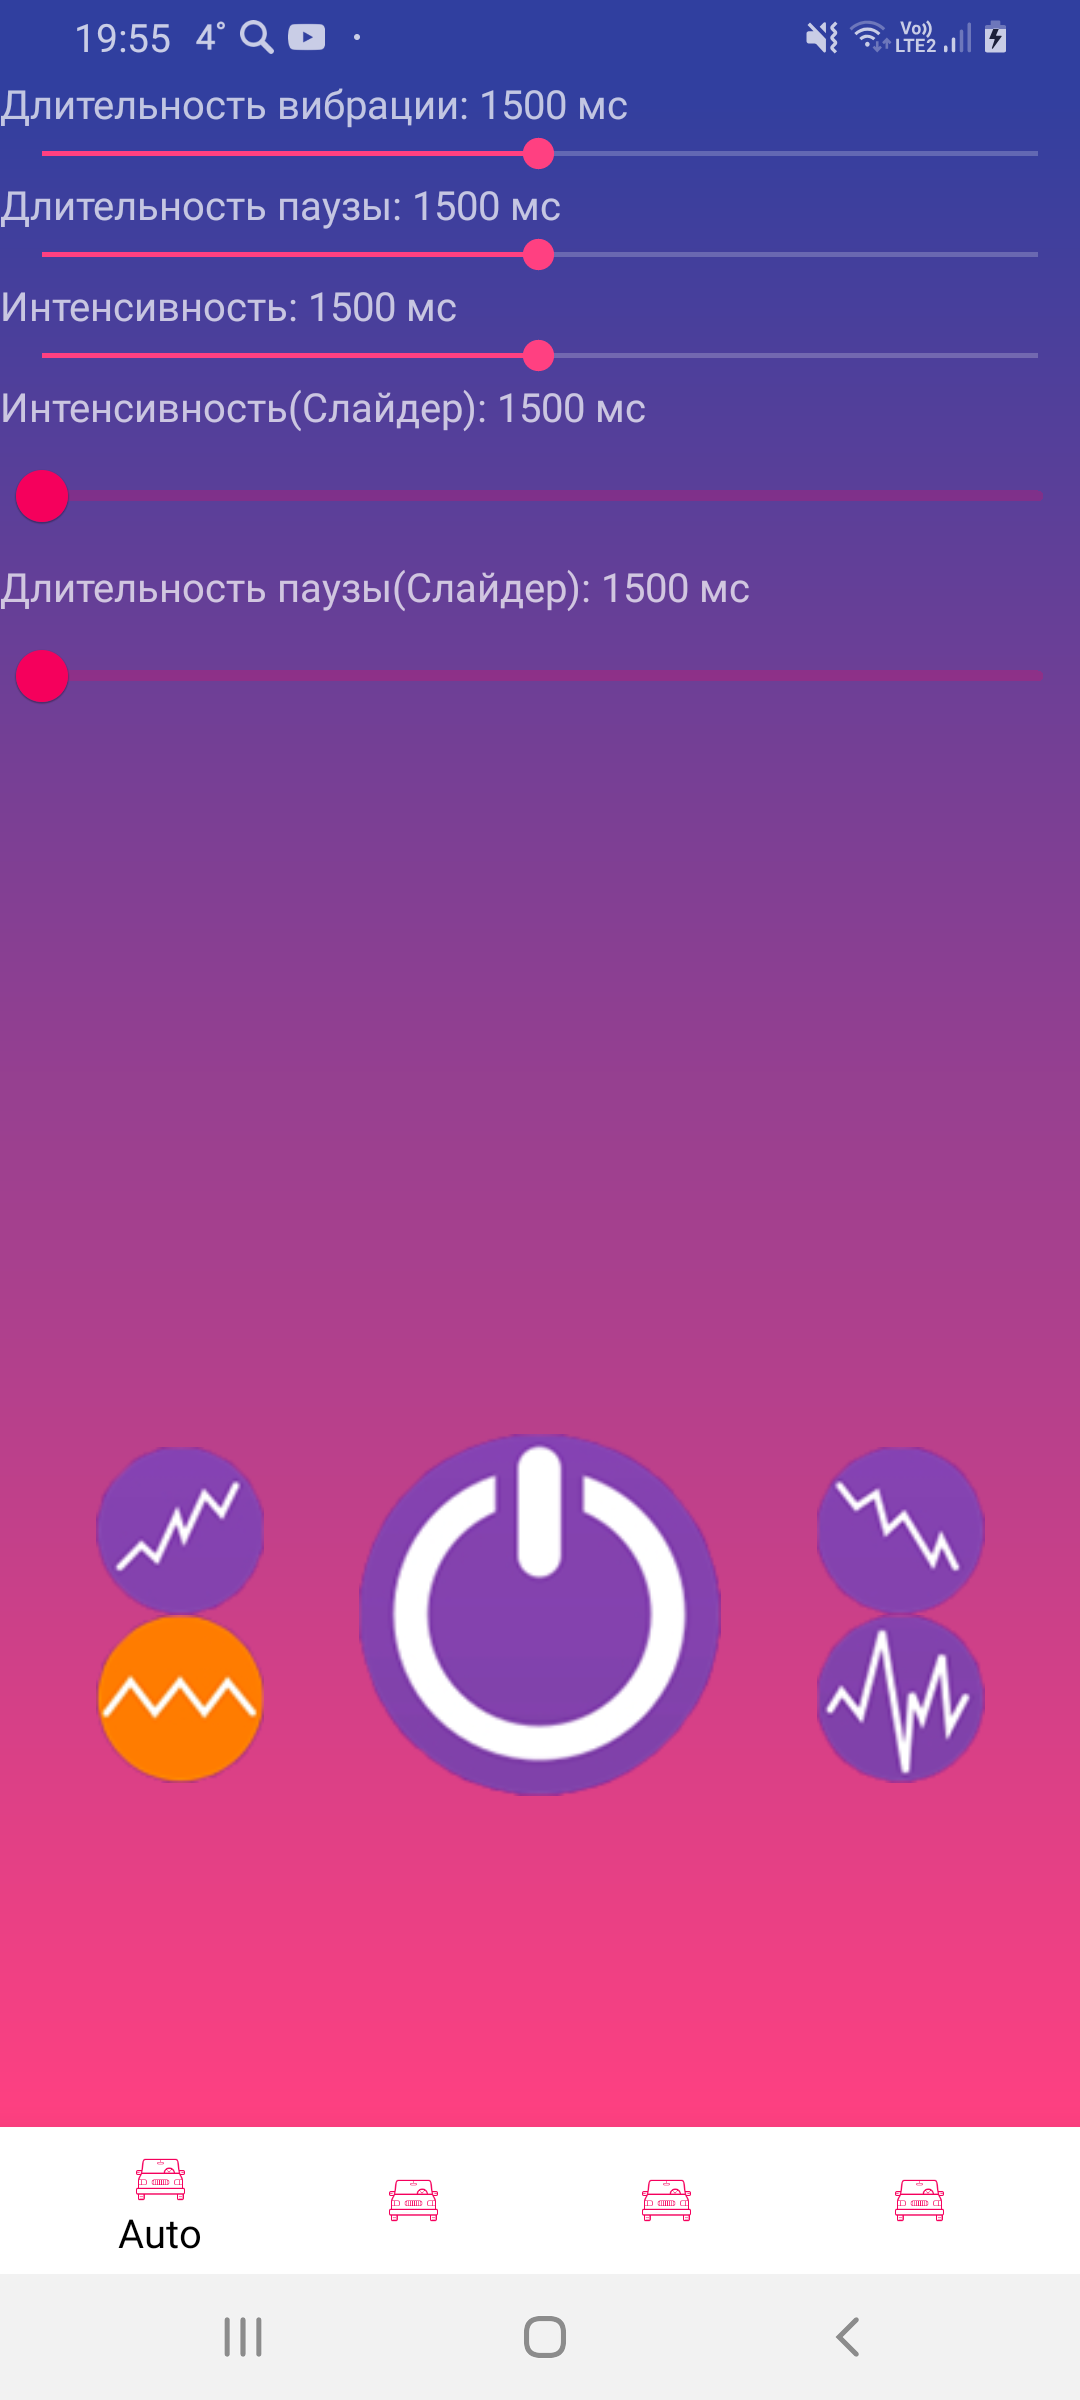 19:55 4° Vo)) LTE2
Длительность вибрации: 1500 мс
Длительность паузы: 1500 мс
Интенсивность: 1500 мс
Интенсивность(Слайдер): 1500 мс
Длительность паузы(Слайдер): 1500 мс
Auto